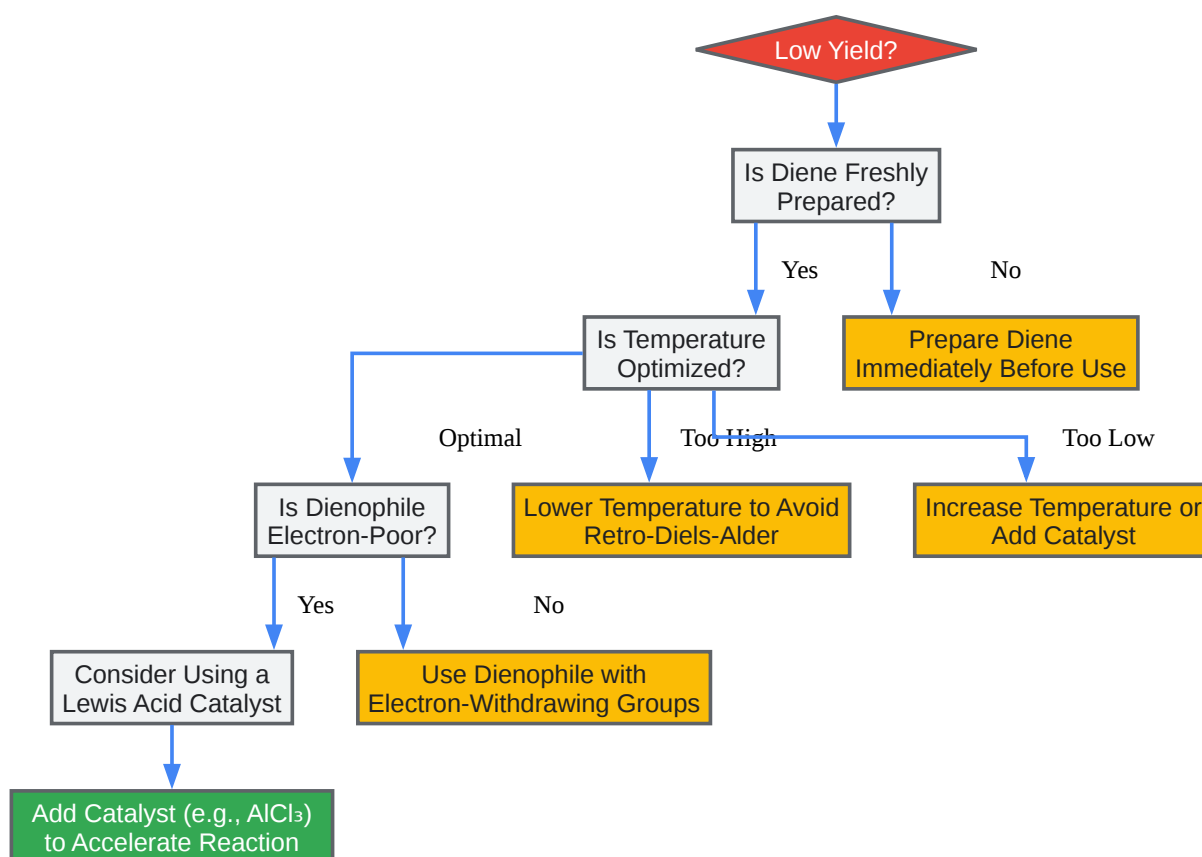 Low Yield?
Is Diene Freshly
Prepared?
Yes
No
Is Temperature
Optimized?
Prepare Diene
Immediately Before Use
Optimal
Too High
Too Low
Is Dienophile
Electron-Poor?
Lower Temperature to Avoid
Retro-Diels-Alder
Increase Temperature or
Add Catalyst
Yes
No
Consider Using a
Lewis Acid Catalyst
Use Dienophile with
Electron-Withdrawing Groups
Add Catalyst (e.g., AlCl₃)
to Accelerate Reaction